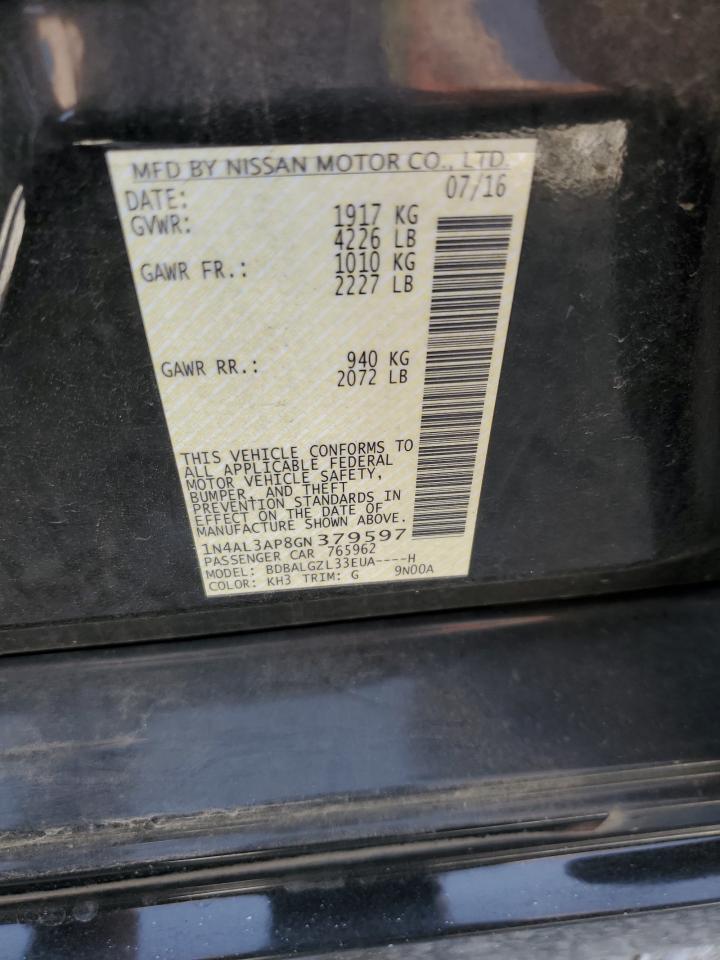 MFD BY NISSAN MOTOR CO., LTD.
DATE: 07/16
GVWR: 1917 KG
4226 LB
GAWR FR.: 1010 KG
2227 LB
GAWR RR.: 940 KG
2072 LB
THIS VEHICLE CONFORMS TO
ALL APPLICABLE FEDERAL
MOTOR VEHICLE SAFETY,
BUMPER, AND THEFT
PREVENTION STANDARDS IN
EFFECT ON THE DATE OF
MANUFACTURE SHOWN ABOVE.
1N4AL3AP8GN379597
PASSENGER CAR 765962
MODEL: BDBALGZL33EUA----H
COLOR: KH3 TRIM: G 9N00A